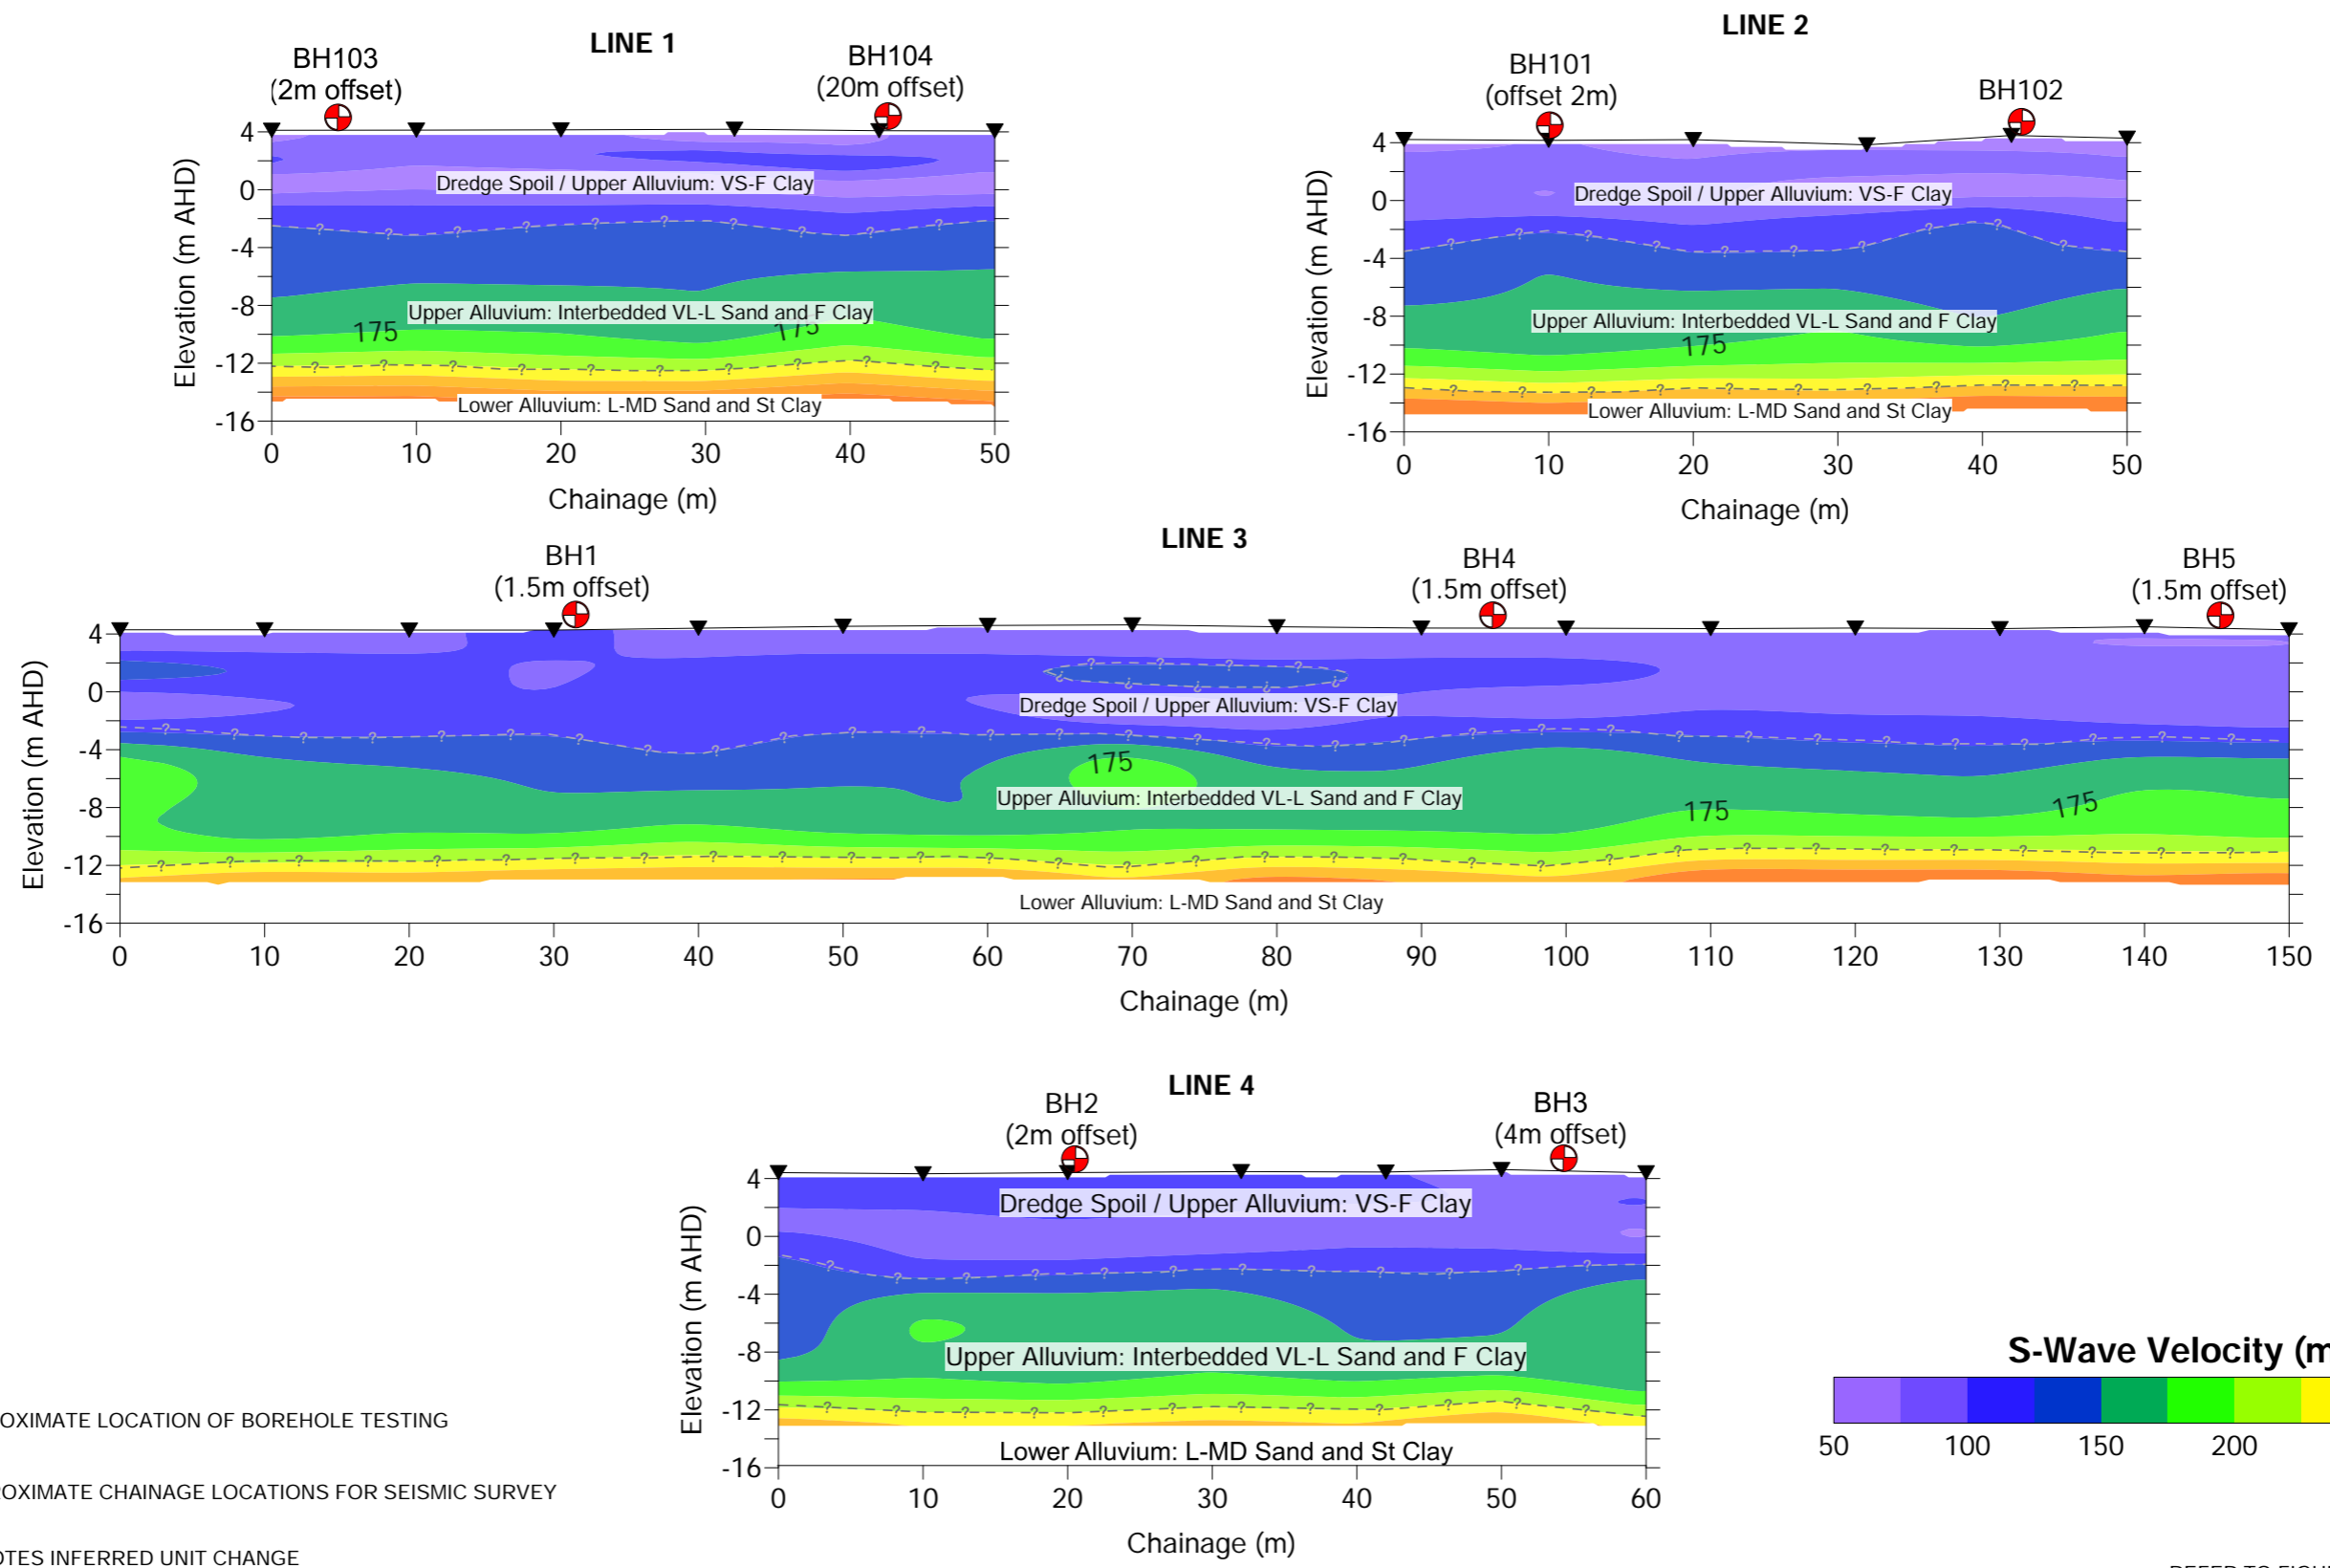 LINE 1
BH103
(2m offset)
BH104
(20m offset)
Elevation (m AHD)
4
0
-4
-8
-12
-16
Dredge Spoil / Upper Alluvium: VS-F Clay
Upper Alluvium: Interbedded VL-L Sand and F Clay
175
175
Lower Alluvium: L-MD Sand and St Clay
0 10 20 30 40 50
Chainage (m)
LINE 2
BH101
(offset 2m)
BH102
Elevation (m AHD)
4
0
-4
-8
-12
-16
Dredge Spoil / Upper Alluvium: VS-F Clay
Upper Alluvium: Interbedded VL-L Sand and F Clay
175
Lower Alluvium: L-MD Sand and St Clay
0 10 20 30 40 50
Chainage (m)
LINE 3
BH1
(1.5m offset)
BH4
(1.5m offset)
BH5
(1.5m offset)
Elevation (m AHD)
4
0
-4
-8
-12
-16
Dredge Spoil / Upper Alluvium: VS-F Clay
175
Upper Alluvium: Interbedded VL-L Sand and F Clay
175
175
Lower Alluvium: L-MD Sand and St Clay
0 10 20 30 40 50 60 70 80 90 100 110 120 130 140 150
Chainage (m)
LINE 4
BH2
(2m offset)
BH3
(4m offset)
Elevation (m AHD)
4
0
-4
-8
-12
-16
Dredge Spoil / Upper Alluvium: VS-F Clay
Upper Alluvium: Interbedded VL-L Sand and F Clay
Lower Alluvium: L-MD Sand and St Clay
0 10 20 30 40 50 60
Chainage (m)
S-Wave Velocity (m
50 100 150 200
OXIMATE LOCATION OF BOREHOLE TESTING
OXIMATE CHAINAGE LOCATIONS FOR SEISMIC SURVEY
OTES INFERRED UNIT CHANGE